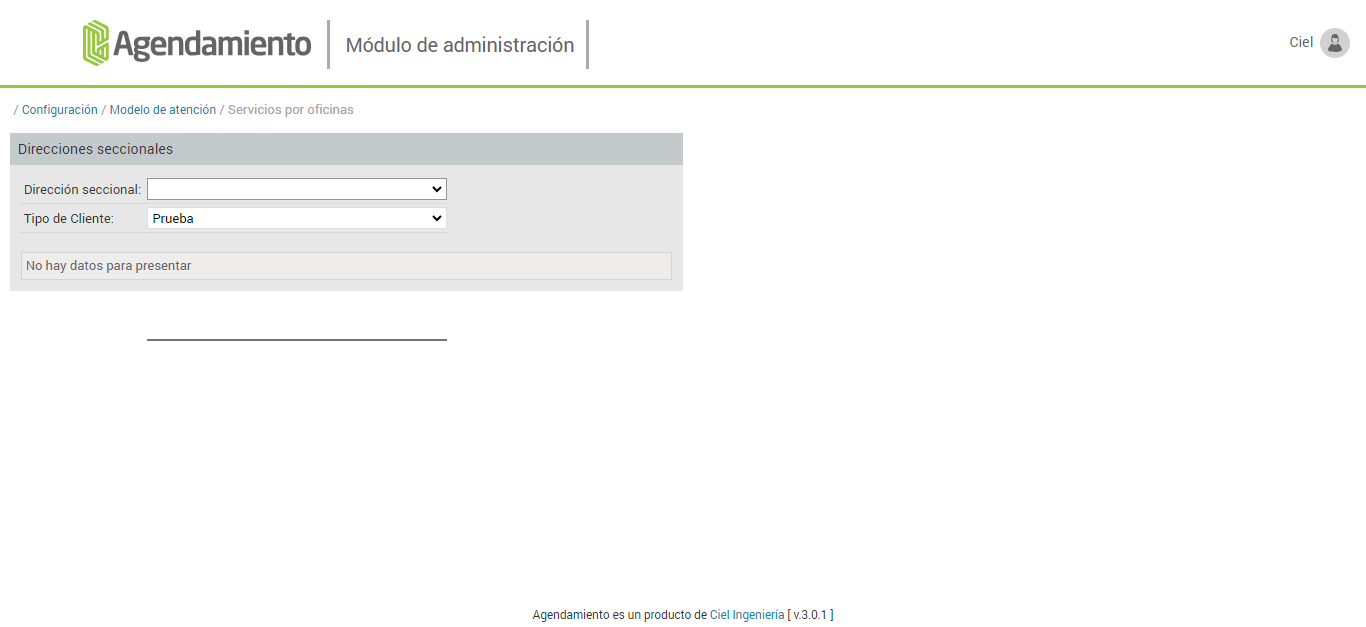 Agendamiento Módulo de administración Ciel
/ Configuración / Modelo de atención / Servicios por oficinas
Direcciones seccionales
Dirección seccional:
Tipo de Cliente: Prueba
No hay datos para presentar
Agendamiento es un producto de Ciel Ingeniería [ v.3.0.1 ]